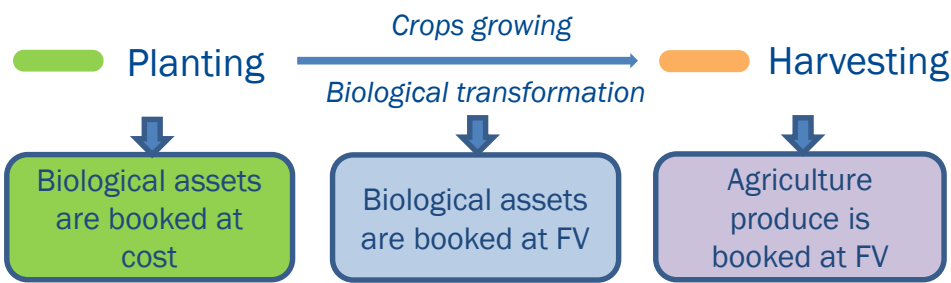 Crops growing
Planting
Harvesting
Biological transformation
Biological assets
are booked at
cost
Biological assets
are booked at FV
Agriculture
produce is
booked at FV